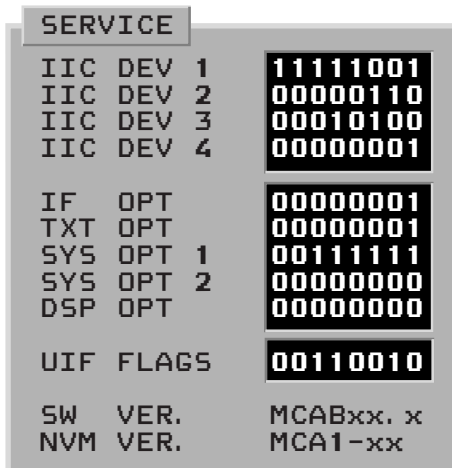 SERVICE
IIC DEV 1 11111001
IIC DEV 2 00000110
IIC DEV 3 00010100
IIC DEV 4 00000001
IF OPT 00000001
TXT OPT 00000001
SYS OPT 1 00111111
SYS OPT 2 00000000
DSP OPT 00000000
UIF FLAGS 00110010
SW VER. MCABxx. x
NVM VER. MCA1-xx